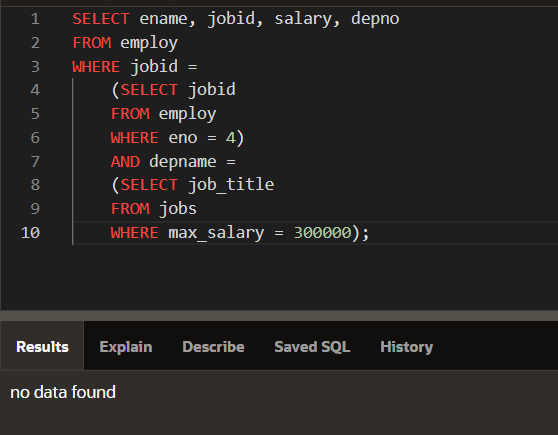 1 SELECT ename, jobid, salary, depno
2 FROM employ
3 WHERE jobid =
4 (SELECT jobid
5 FROM employ
6 WHERE eno = 4)
7 AND depname =
8 (SELECT job_title
9 FROM jobs
10 WHERE max_salary = 300000);
Results Explain Describe Saved SQL History
no data found